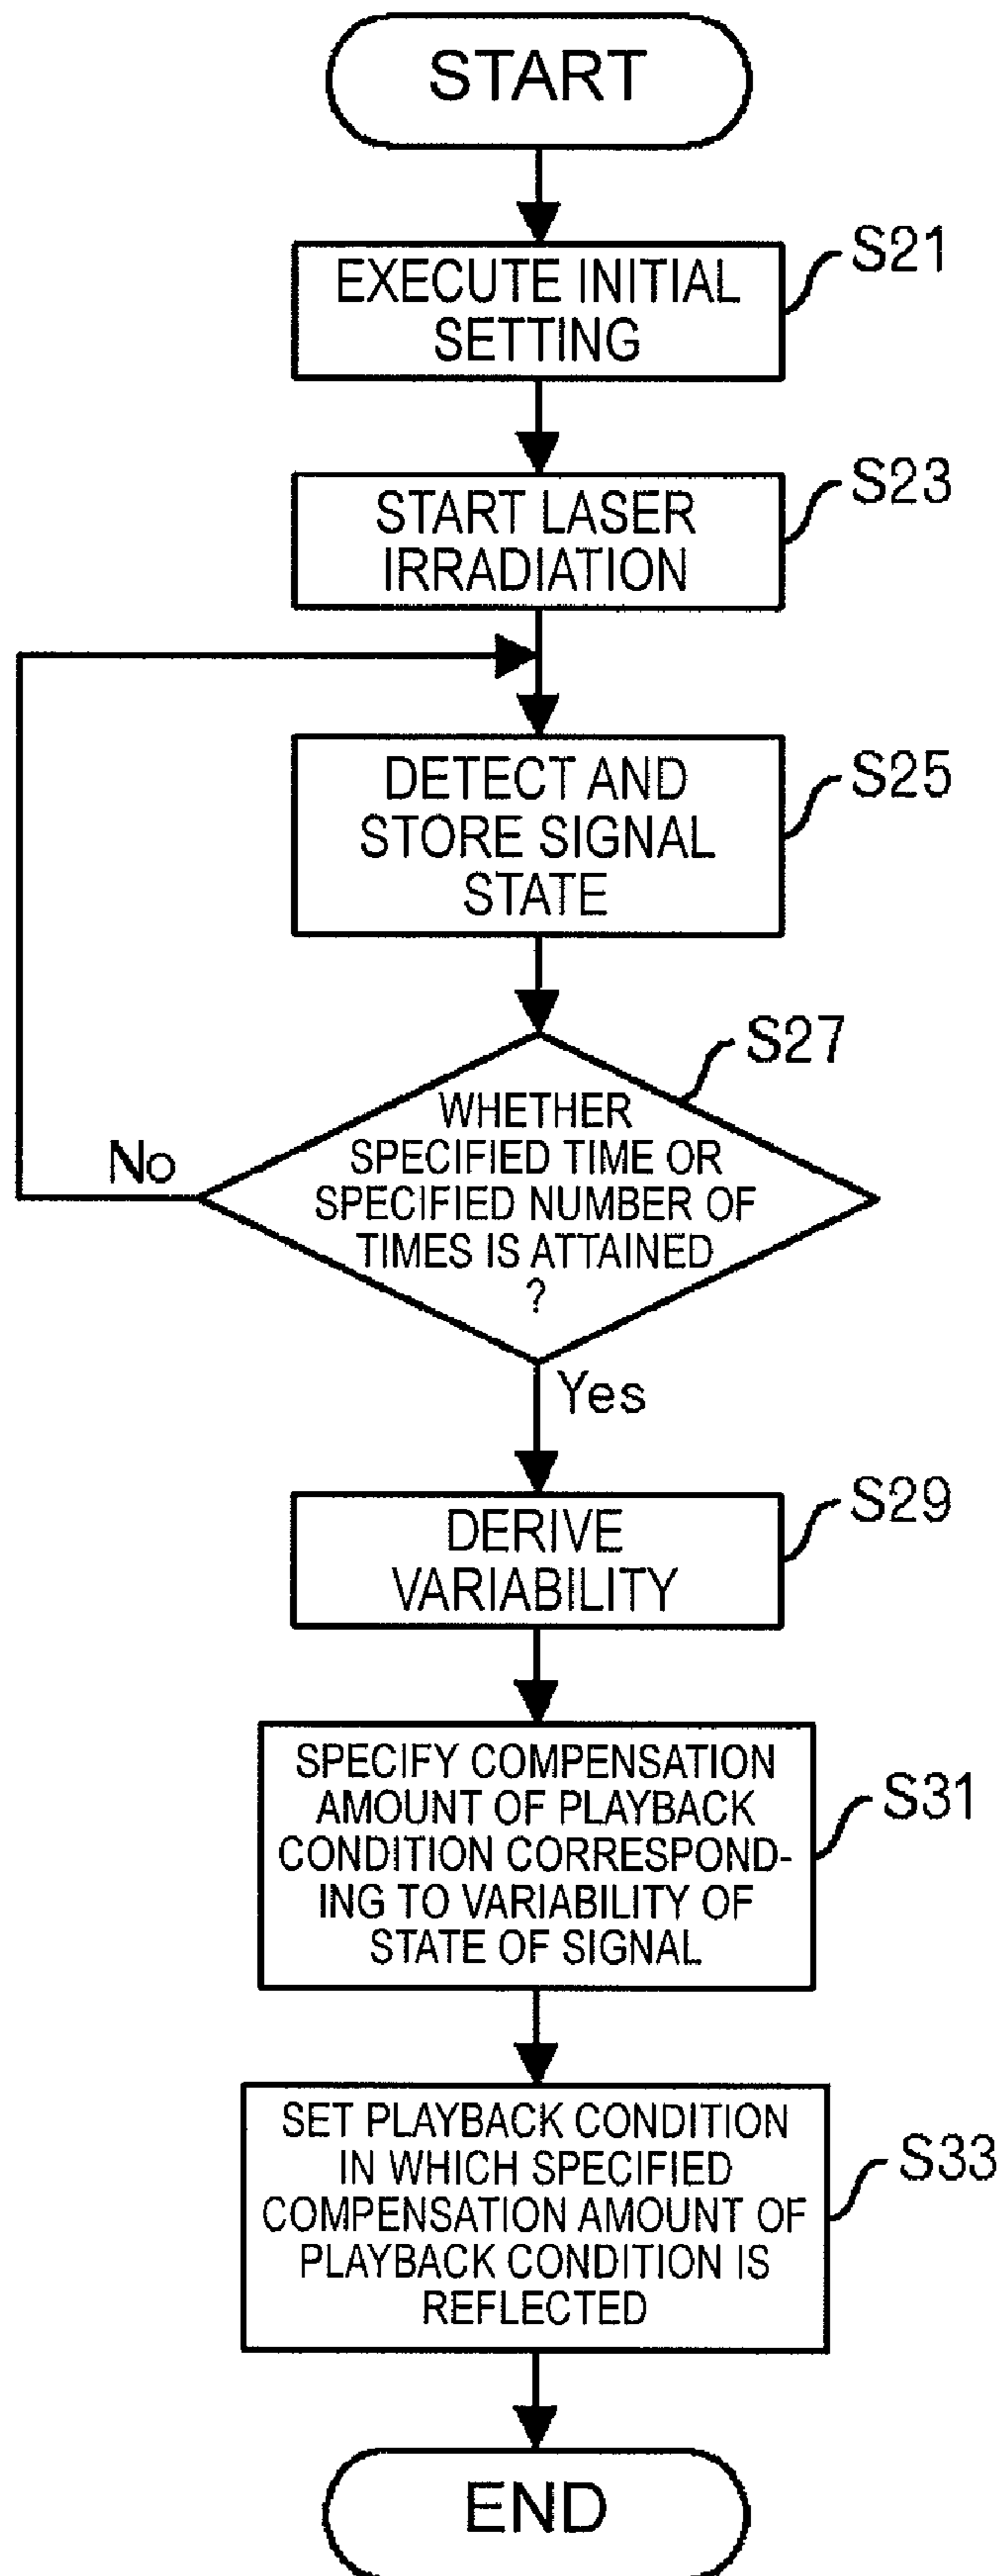 START
S21
EXECUTE INITIAL
SETTING
S23
START LASER
IRRADIATION
S25
DETECT AND
STORE SIGNAL
STATE
S27
WHETHER
SPECIFIED TIME OR
SPECIFIED NUMBER OF
TIMES IS ATTAINED
?
No
Yes
S29
DERIVE
VARIABILITY
S31
SPECIFY COMPENSATION
AMOUNT OF PLAYBACK
CONDITION CORRESPOND-
ING TO VARIABILITY OF
STATE OF SIGNAL
S33
SET PLAYBACK CONDITION
IN WHICH SPECIFIED
COMPENSATION AMOUNT OF
PLAYBACK CONDITION IS
REFLECTED
END